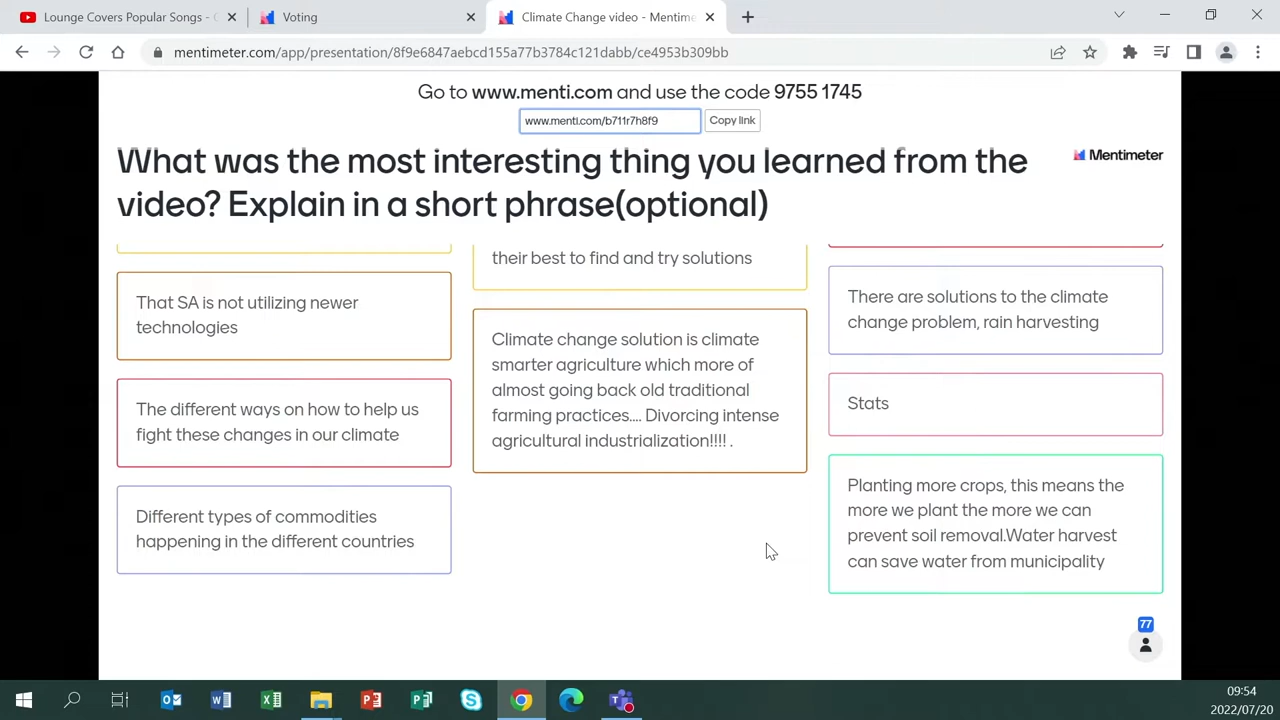 Lounge Covers Popular Songs -
Voting
Climate Change video - Mentime
mentimeter.com/app/presentation/8f9e6847aebcd155a77b3784c121dabb/ce4953b309bb
Go to www.menti.com and use the code 9755 1745
www.menti.com/b711r7h8f9
Copy link
What was the most interesting thing you learned from the
video? Explain in a short phrase(optional)
Mentimeter
That SA is not utilizing newer
technologies
The different ways on how to help us
fight these changes in our climate
Different types of commodities
happening in the different countries
their best to find and try solutions
Climate change solution is climate
smarter agriculture which more of
almost going back old traditional
farming practices.... Divorcing intense
agricultural industrialization!!!! .
There are solutions to the climate
change problem, rain harvesting
Stats
Planting more crops, this means the
more we plant the more we can
prevent soil removal.Water harvest
can save water from municipality
77
09:54
2022/07/20